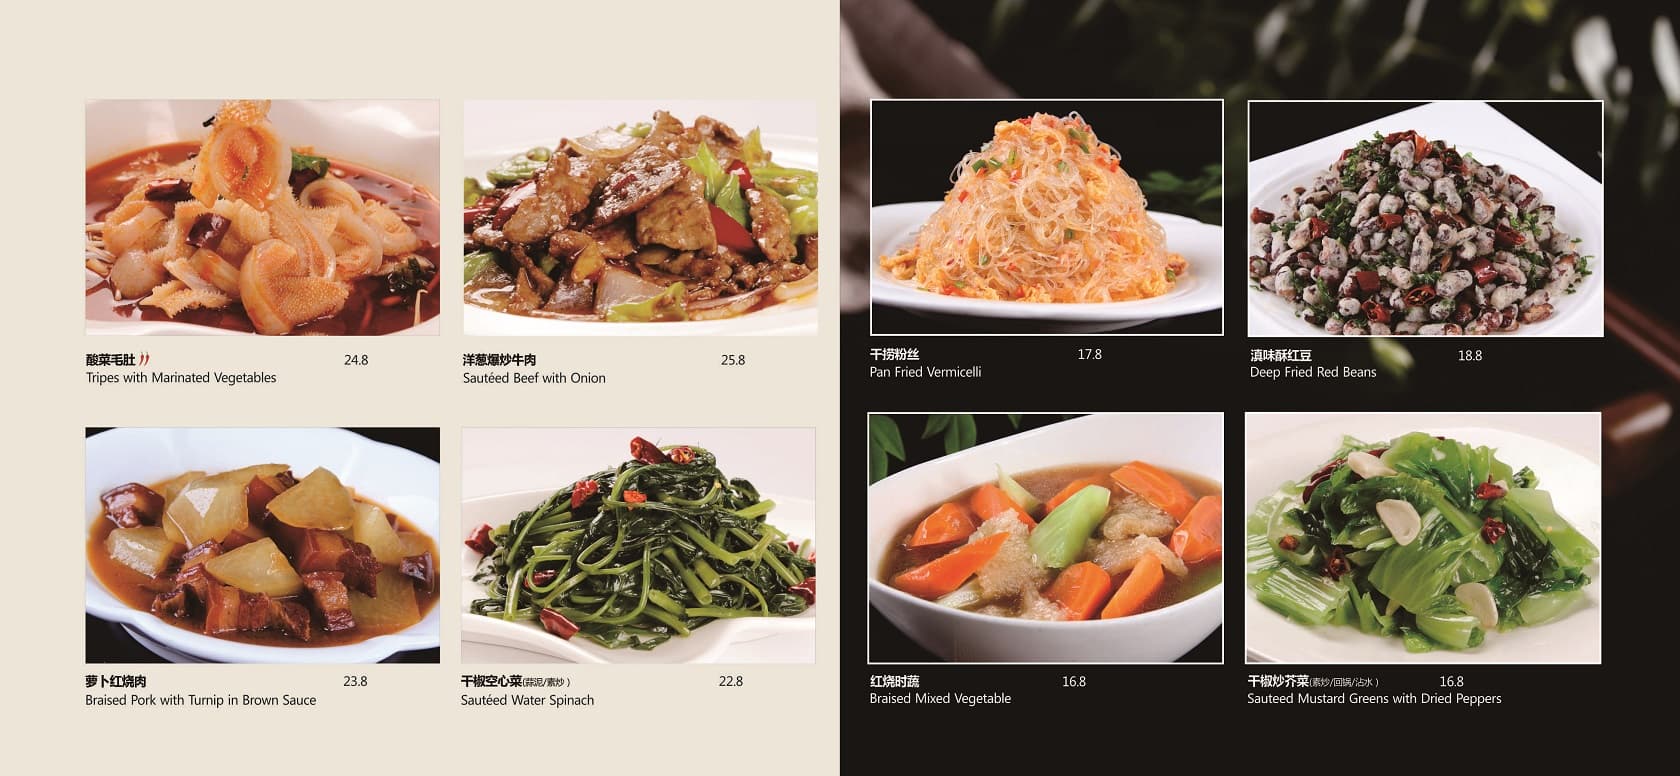 酸菜毛肚 24.8
Tripes with Marinated Vegetables
洋葱爆炒牛肉 25.8
Sautéed Beef with Onion
萝卜红烧肉 23.8
Braised Pork with Turnip in Brown Sauce
干椒空心菜(蒜泥/素炒) 22.8
Sautéed Water Spinach
干捞粉丝 17.8
Pan Fried Vermicelli
滇味酥红豆 18.8
Deep Fried Red Beans
红烧时蔬 16.8
Braised Mixed Vegetable
干椒炒芥菜(素炒/回锅/沾水) 16.8
Sauteed Mustard Greens with Dried Peppers